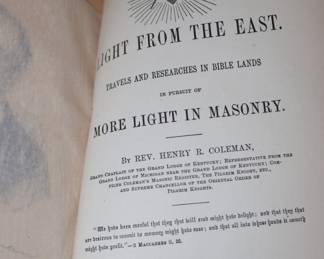 LIGHT FROM THE EAST.
TRAVELS AND RESEARCHES IN BIBLE LANDS
IN PURSUIT OF
MORE LIGHT IN MASONRY.
BY REV. HENRY R. COLEMAN,
GRAND CHAPLAIN OF THE GRAND LODGE OF KENTUCKY; REPRESENTATIVE FROM THE
GRAND LODGE OF MICHIGAN NEAR THE GRAND LODGE OF KENTUCKY; COM-
PILER COLEMAN'S MASONIC REGISTER, THE PILGRIM KNIGHT, ETC.,
AND SUPREME CHANCELLOR OF THE ORIENTAL ORDER OF
PILGRIM KNIGHTS.
"We have been careful that they that will read might have delight; and that they that
are desirous to commit to memory might have ease; and that all into whose hands it cometh
might have profit."—2 MACCABEES II, 25.